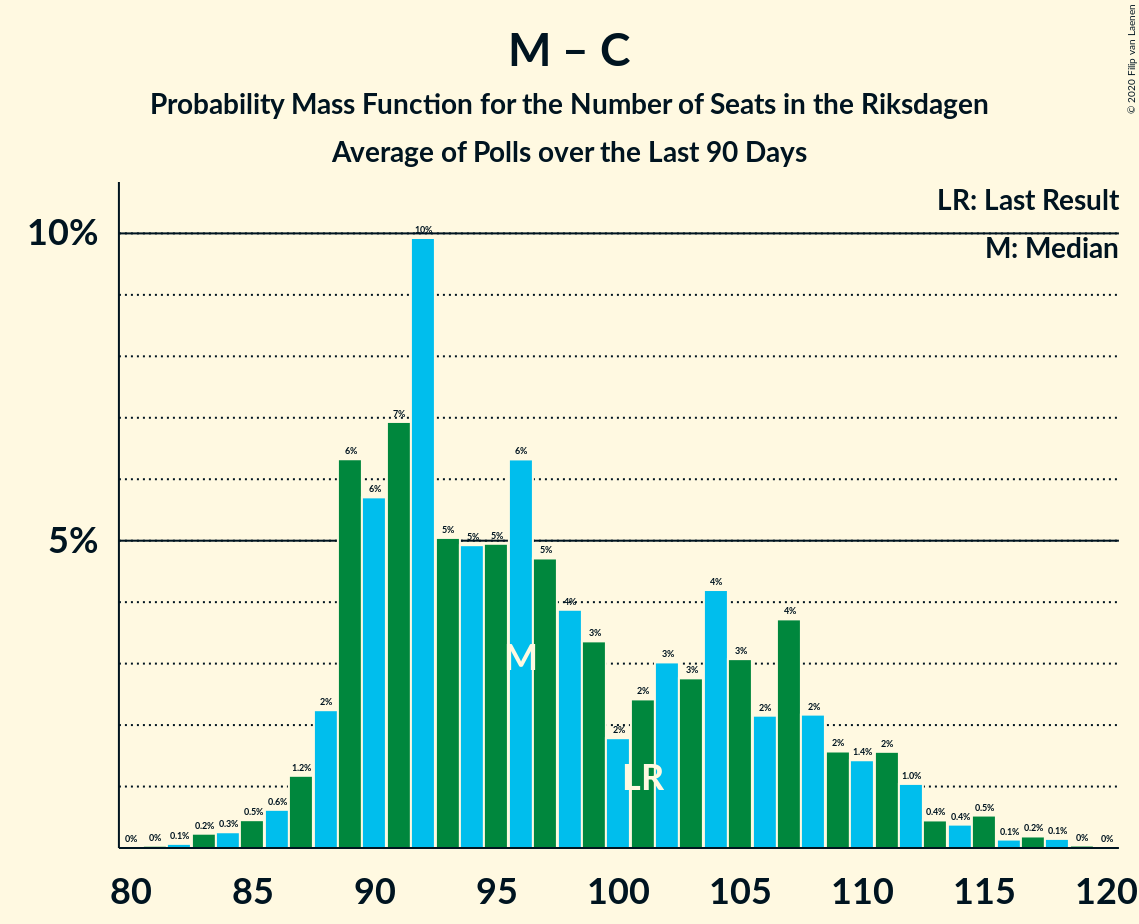 M – C
Probability Mass Function for the Number of Seats in the Riksdagen
Average of Polls over the Last 90 Days
© 2020 Filip van Laenen
LR: Last Result
M: Median
10%
5%
0% 0% 0.1% 0.2% 0.3% 0.5% 0.6% 1.2% 2% 6% 6% 7% 10% 5% 5% 5% 6% 5% 4% 3% 2% 2% 3% 3% 4% 3% 2% 4% 2% 2% 1.4% 2% 1.0% 0.4% 0.4% 0.5% 0.1% 0.2% 0.1% 0% 0%
M
LR
80 85 90 95 100 105 110 115 120